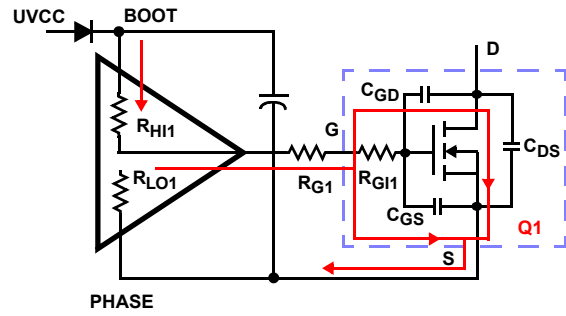 UVCC
BOOT
D
CGD
G
RHI1
CDS
RLO1
RG1
RGI1
CGS
Q1
S
PHASE